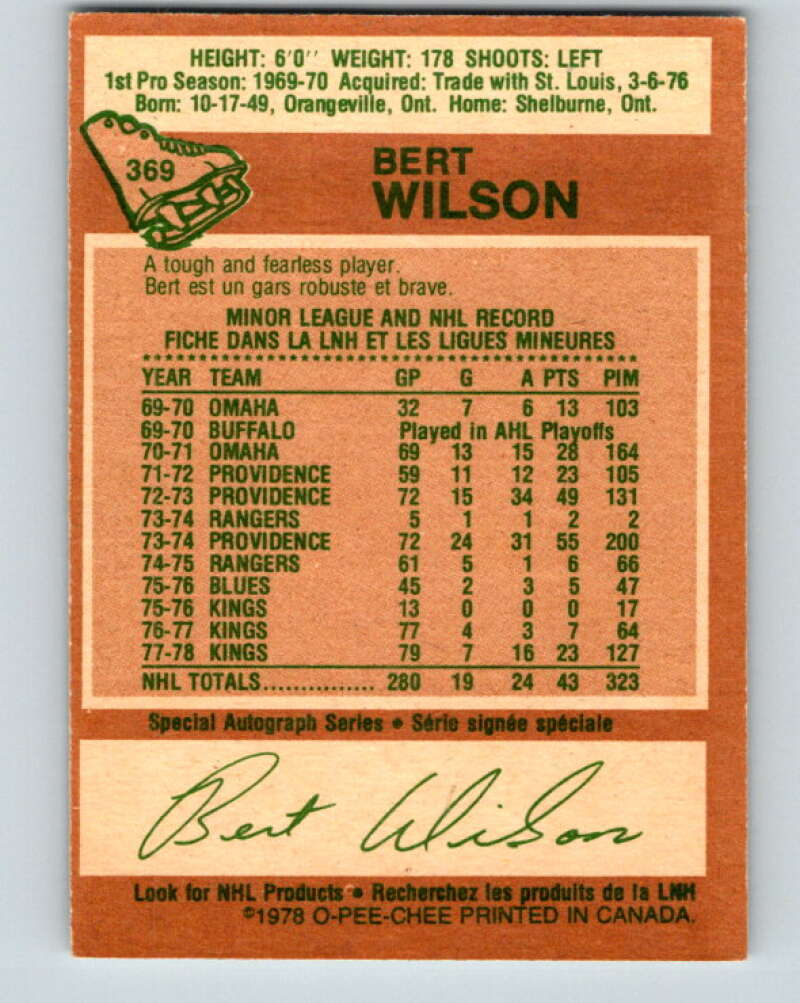 HEIGHT: 6'0'' WEIGHT: 178 SHOOTS: LEFT
1st Pro Season: 1969-70 Acquired: Trade with St. Louis, 3-6-76
Born: 10-17-49, Orangeville, Ont. Home: Shelburne, Ont.
369
BERT
WILSON
A tough and fearless player.
Bert est un gars robuste et brave.
MINOR LEAGUE AND NHL RECORD
FICHE DANS LA LNH ET LES LIGUES MINEURES
YEAR TEAM GP G A PTS PIM
69-70 OMAHA 32 7 6 13 103
69-70 BUFFALO Played in AHL Playoffs
70-71 OMAHA 69 13 15 28 164
71-72 PROVIDENCE 59 11 12 23 105
72-73 PROVIDENCE 72 15 34 49 131
73-74 RANGERS 5 1 1 2 2
73-74 PROVIDENCE 72 24 31 55 200
74-75 RANGERS 61 5 1 6 66
75-76 BLUES 45 2 3 5 47
75-76 KINGS 13 0 0 0 17
76-77 KINGS 77 4 3 7 64
77-78 KINGS 79 7 16 23 127
NHL TOTALS............... 280 19 24 43 323
Special Autograph Series • Série signée spéciale
Bert Wilson
Look for NHL Products • Recherchez les produits de la LNH
©1978 O-PEE-CHEE PRINTED IN CANADA.